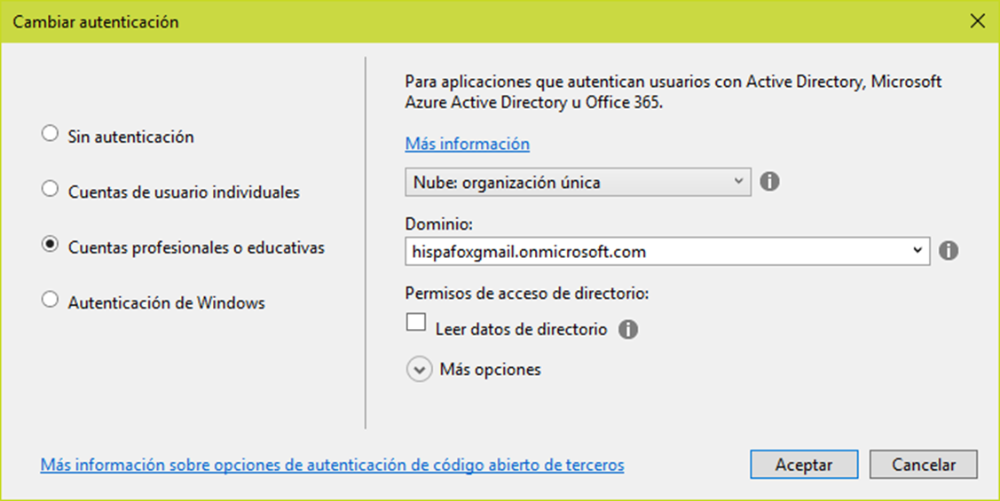 Cambiar autenticación
Sin autenticación
Cuentas de usuario individuales
Cuentas profesionales o educativas
Autenticación de Windows
Para aplicaciones que autentican usuarios con Active Directory, Microsoft
Azure Active Directory u Office 365.
Más información
Nube: organización única
Dominio:
hispafoxgmail.onmicrosoft.com
Permisos de acceso de directorio:
Leer datos de directorio
Más opciones
Más información sobre opciones de autenticación de código abierto de terceros
Aceptar
Cancelar